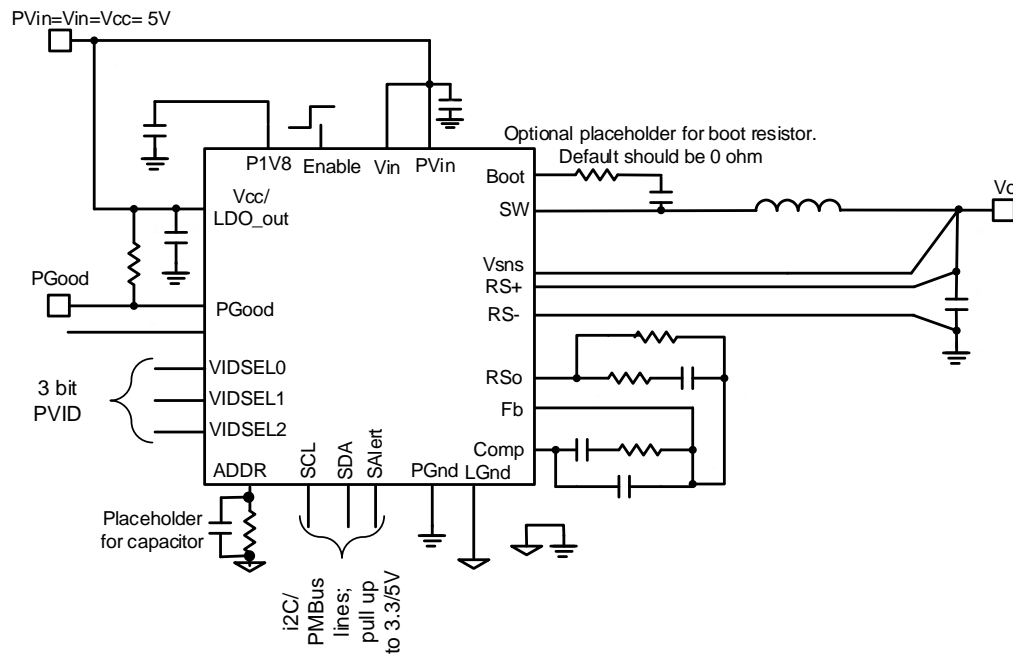 PVin=Vin=Vcc= 5V
Optional placeholder for boot resistor.
Default should be 0 ohm
P1V8
Enable
Vin
PVin
Boot
Vcc/
LDO_out
SW
Vsns
RS+
RS-
PGood
PGood
RSo
Fb
Comp
3 bit
PVID
VIDSEL0
VIDSEL1
VIDSEL2
ADDR
SCL
SDA
SAlert
PGnd
LGnd
Placeholder
for capacitor
i2C/
PMBus
lines;
pull up
to 3.3/5V